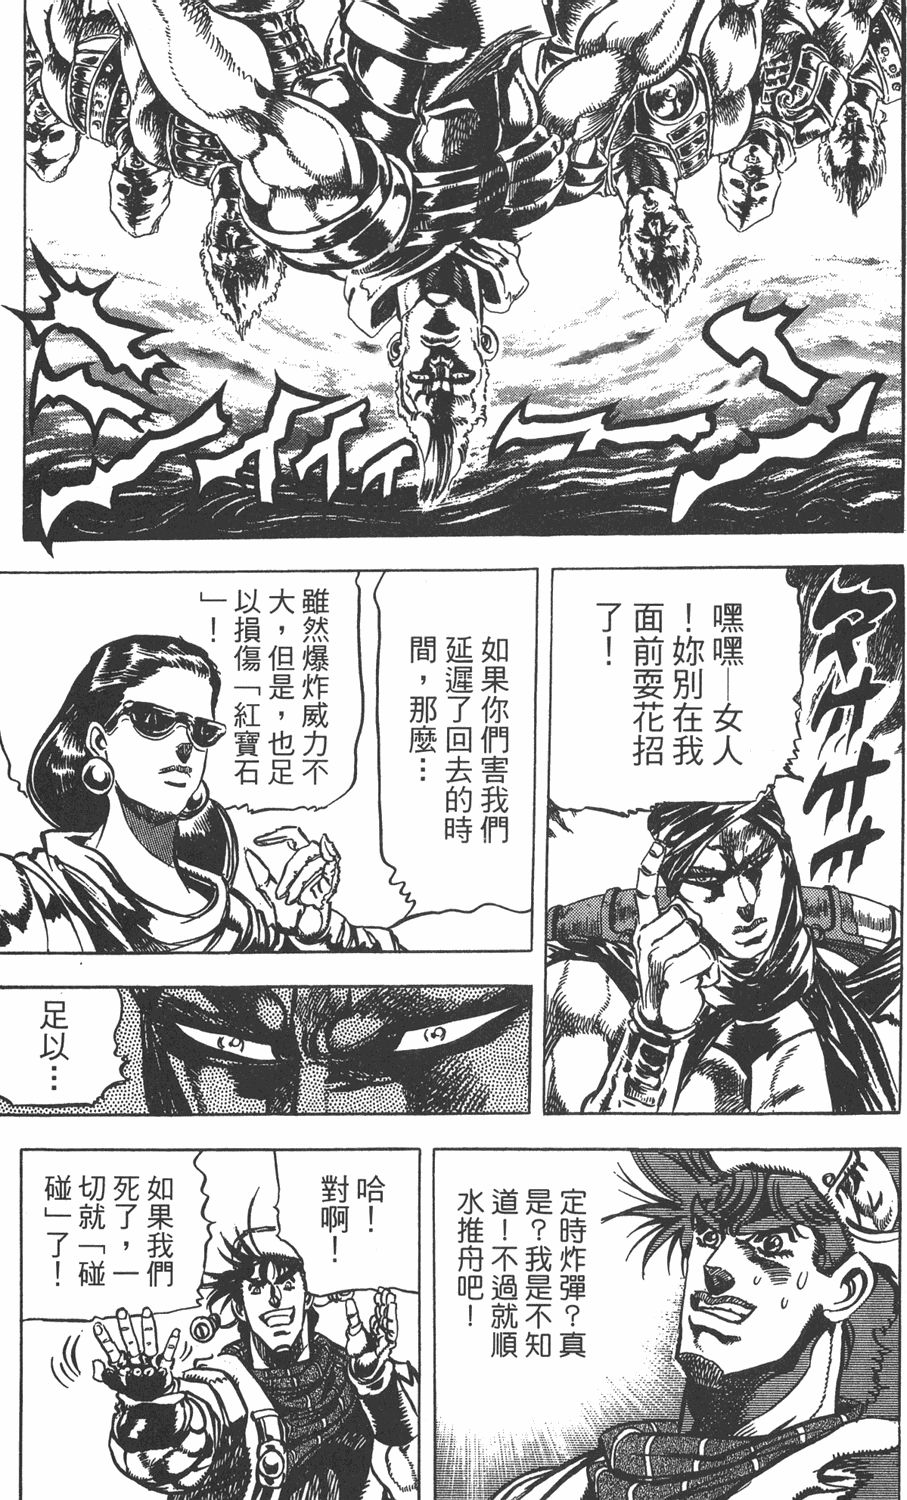 バァイィィーーン
オオオオオ
嘿嘿—女人
！妳別在我
面前耍花招
了！
如果你們害我們
延遲了回去的時
間，那麼…
雖然爆炸威力不
大，但是，也足
以損傷「紅寶石
」！
足以…
定時炸彈？真
是？我是不知
道！不過就順
水推舟吧！
哈！
對啊！
如果我們
死了，一
切就「碰
碰」了！